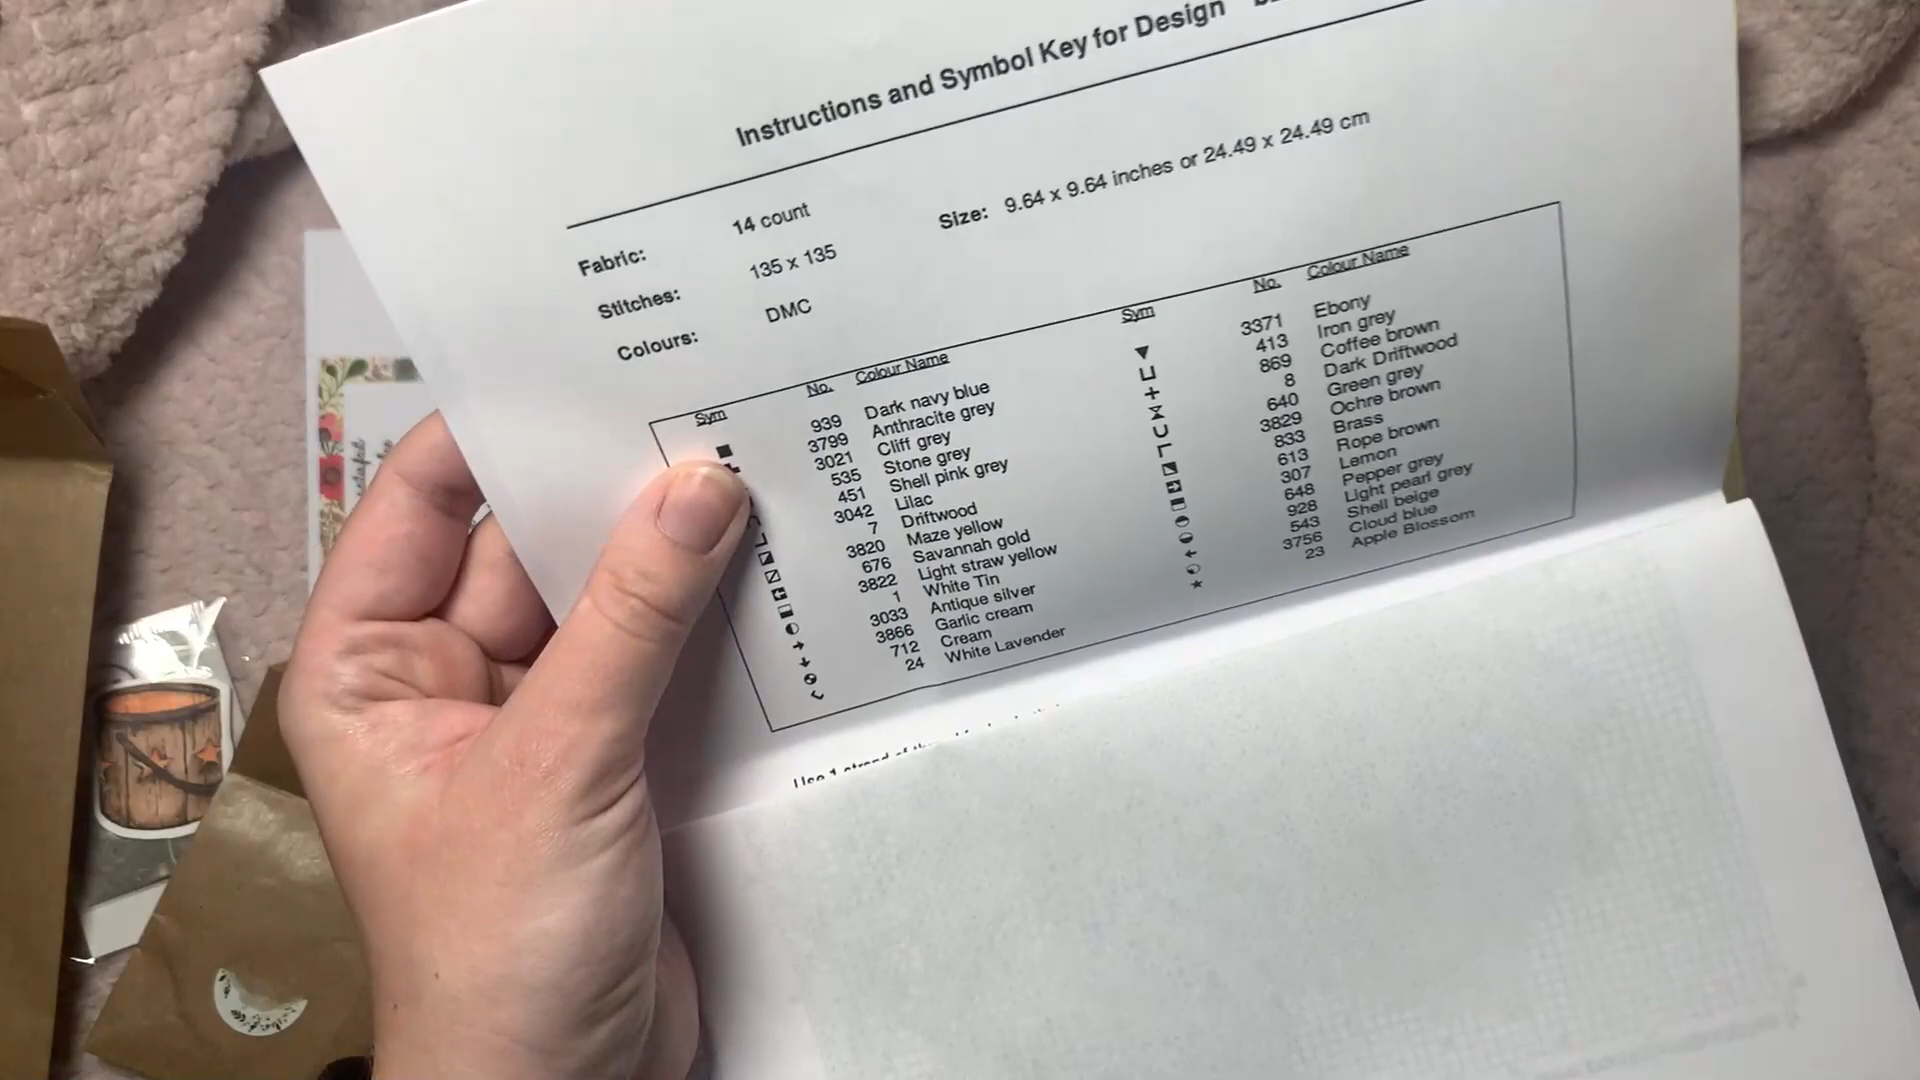 Instructions and Symbol Key for Design
Fabric: 14 count Size: 9.64 x 9.64 inches or 24.49 x 24.49 cm
Stitches: 135 x 135
Colours: DMC
Sym No. Colour Name
939 Dark navy blue
3799 Anthracite grey
3021 Cliff grey
535 Stone grey
451 Shell pink grey
3042 Lilac
7 Driftwood
3820 Maze yellow
676 Savannah gold
3822 Light straw yellow
1 White Tin
3033 Antique silver
3866 Garlic cream
712 Cream
24 White Lavender
Sym No. Colour Name
3371 Ebony
413 Iron grey
869 Coffee brown
8 Dark Driftwood
640 Green grey
3829 Ochre brown
833 Brass
613 Rope brown
307 Lemon
648 Pepper grey
928 Light pearl grey
543 Shell beige
3756 Cloud blue
23 Apple Blossom
Use 1 strand of